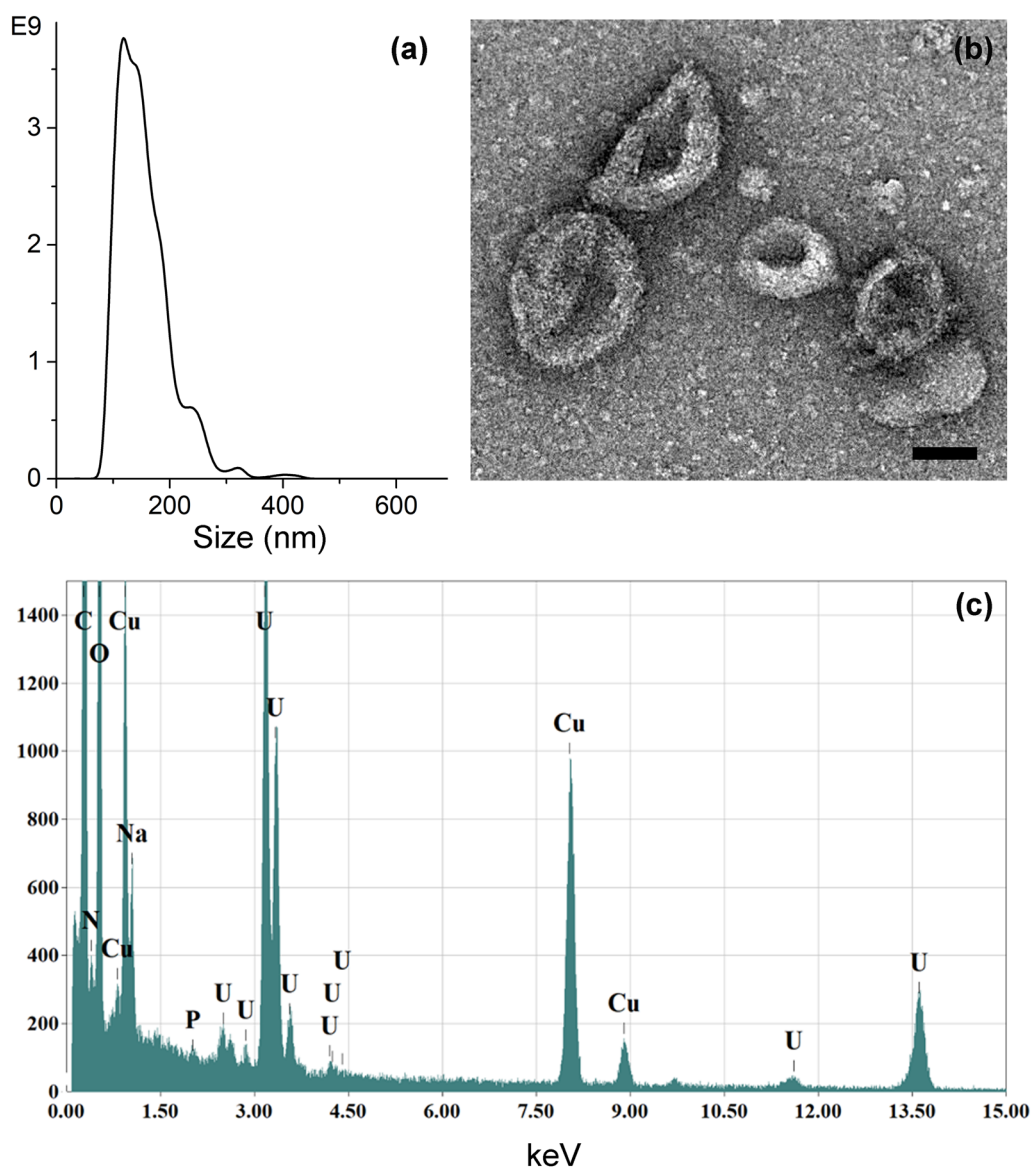 E9
(a)
(b)
3
2
1
0
0 200 400 600
Size (nm)
(c)
1400
1200
1000
800
600
400
200
0
C Cu U
O
U
Cu
Na
N
Cu
U
U
U U
U
P
U
U
U
Cu
U
0.00 1.50 3.00 4.50 6.00 7.50 9.00 10.50 12.00 13.50 15.00
keV